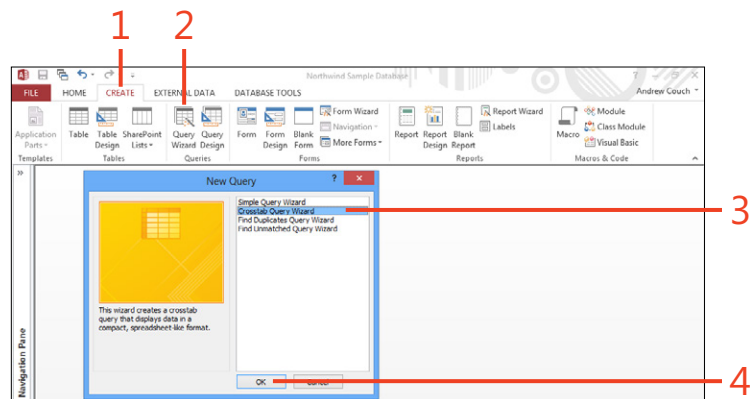 1 2
Northwind Sample Database
?
FILE HOME CREATE EXTERNAL DATA DATABASE TOOLS Andrew Couch
Application Parts
Table
Table Design
SharePoint Lists
Query Wizard
Query Design
Form
Form Design
Blank Form
Form Wizard
Navigation
More Forms
Report
Report Design
Blank Report
Report Wizard
Labels
Macro
Module
Class Module
Visual Basic
Templates Tables Queries Forms Reports Macros & Code
»
New Query ?
Simple Query Wizard
Crosstab Query Wizard
3
Find Duplicates Query Wizard
Find Unmatched Query Wizard
This wizard creates a crosstab
query that displays data in a
compact, spreadsheet-like format.
Navigation Pane
OK Cancel
4